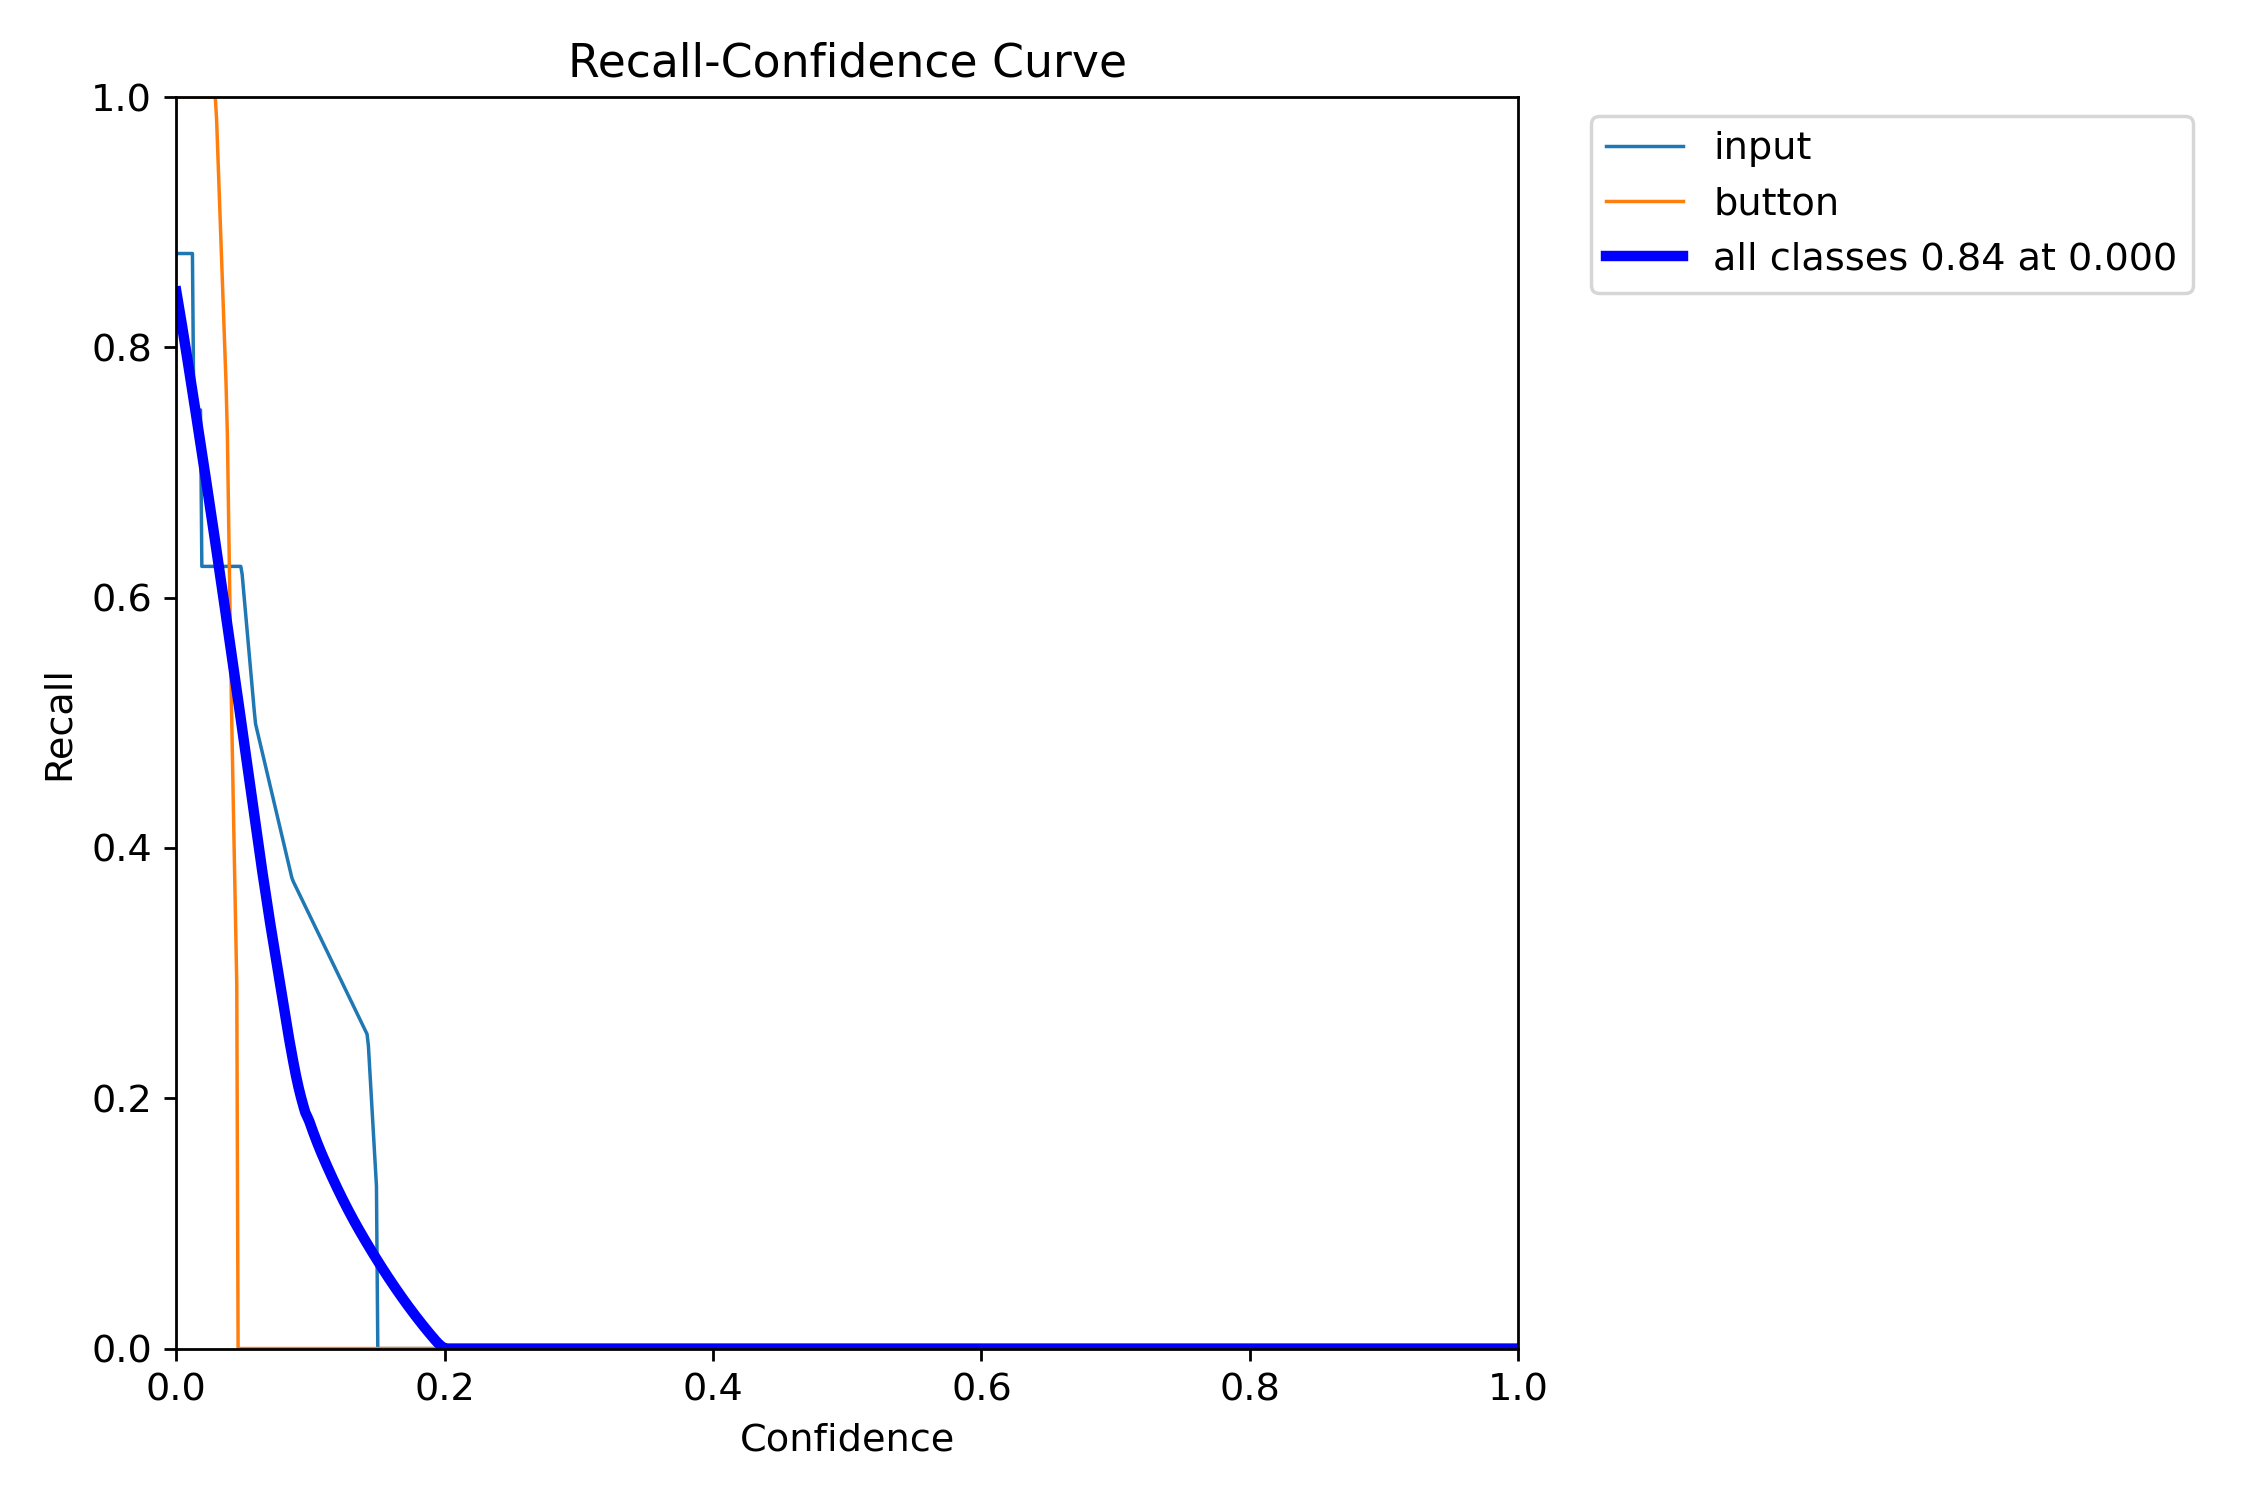 Recall-Confidence Curve
input
button
all classes 0.84 at 0.000
1.0
0.8
0.6
0.4
0.2
0.0
Recall
0.0 0.2 0.4 0.6 0.8 1.0
Confidence